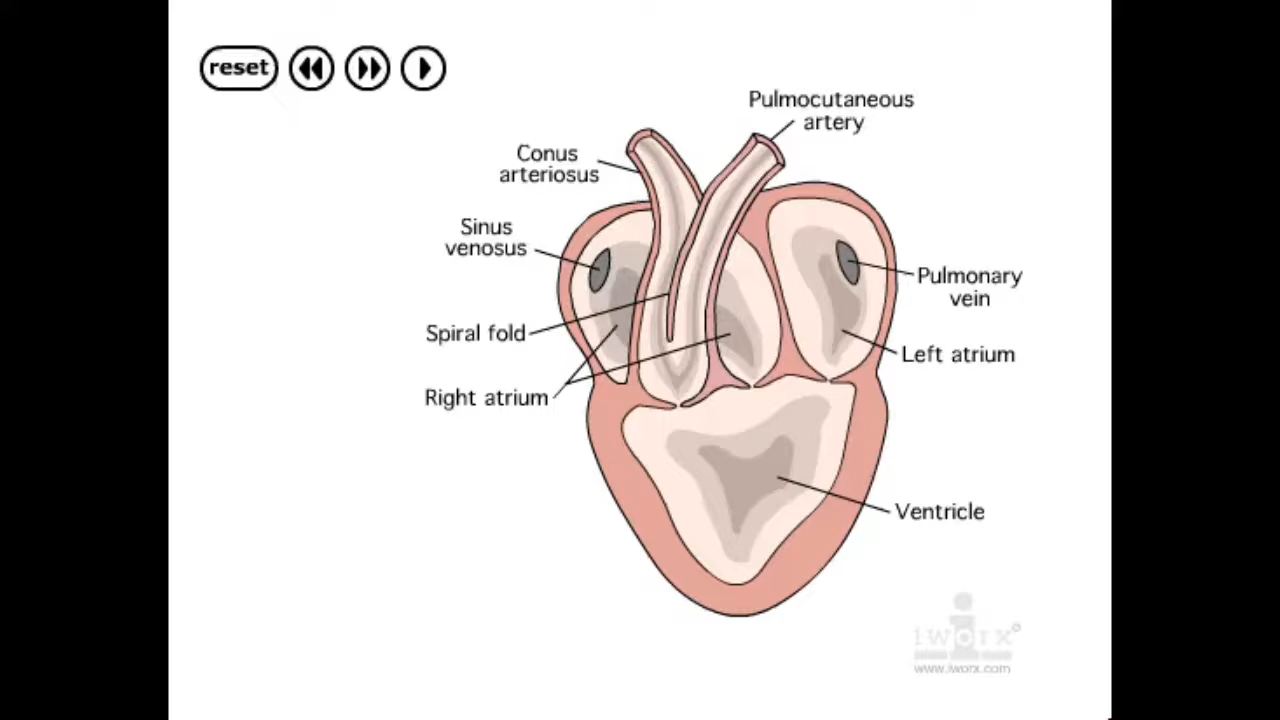 reset
Pulmocutaneous
artery
Conus
arteriosus
Sinus
venosus
Pulmonary
vein
Spiral fold
Left atrium
Right atrium
Ventricle
iworx
www.iworx.com